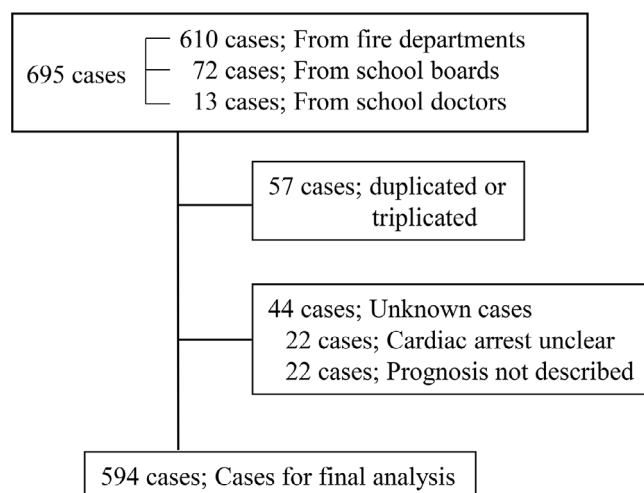 610 cases; From fire departments
695 cases
72 cases; From school boards
13 cases; From school doctors
57 cases; duplicated or
triplicated
44 cases; Unknown cases
22 cases; Cardiac arrest unclear
22 cases; Prognosis not described
594 cases; Cases for final analysis